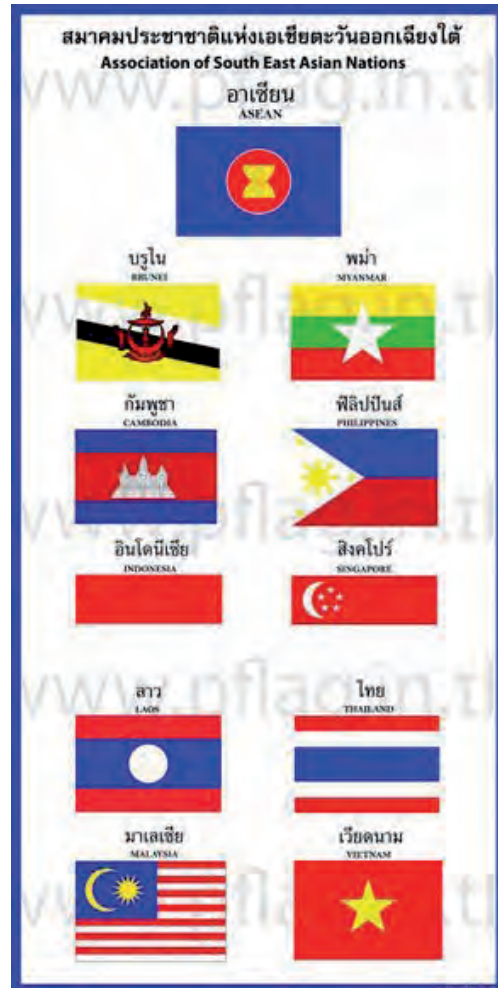 สมาคมประชาชาติแห่งเอเชียตะวันออกเฉียงใต้
Association of South East Asian Nations
อาเซียน
ASEAN
บรูไน
BRUNEI
พม่า
MYANMAR
กัมพูชา
CAMBODIA
ฟิลิปปินส์
PHILIPPINES
อินโดนีเซีย
INDONESIA
สิงคโปร์
SINGAPORE
ลาว
LAOS
ไทย
THAILAND
มาเลเซีย
MALAYSIA
เวียดนาม
VIETNAM